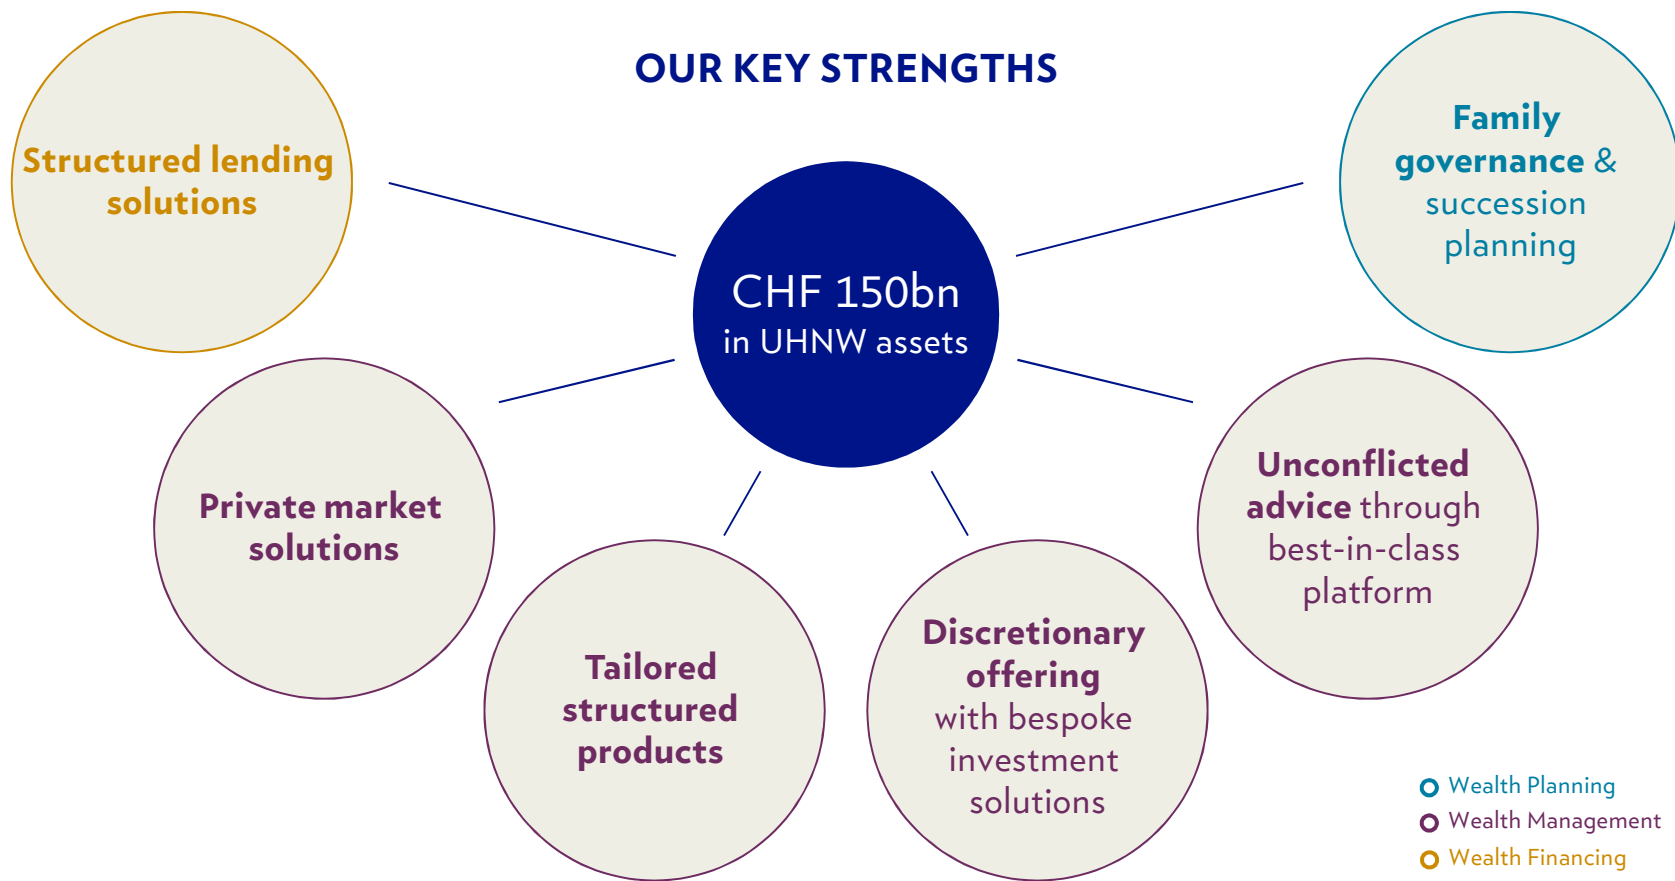 OUR KEY STRENGTHS
Structured lending
solutions
Family
governance &
succession
planning
CHF 150bn
in UHNW assets
Private market
solutions
Unconflicted
advice through
best-in-class
platform
Tailored
structured
products
Discretionary
offering
with bespoke
investment
solutions
Wealth Planning
Wealth Management
Wealth Financing